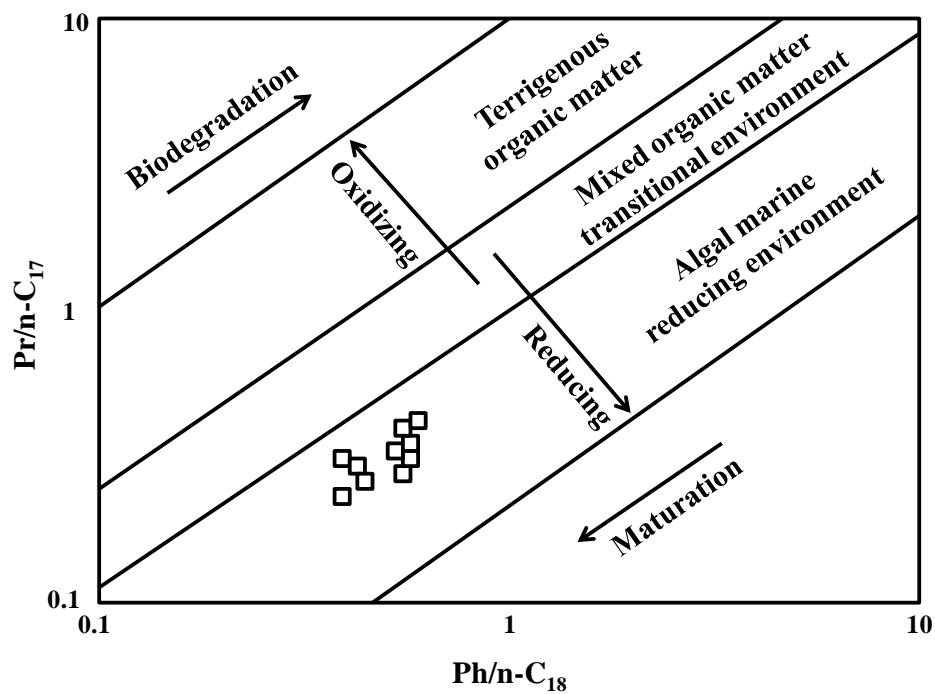 10
Biodegradation
Terrigenous
organic matter
Mixed organic matter
transitional environment
Oxidizing
Algal marine
reducing environment
Pr/n-C₁₇
1
Reducing
Maturation
0.1
0.1
1
10
Ph/n-C₁₈